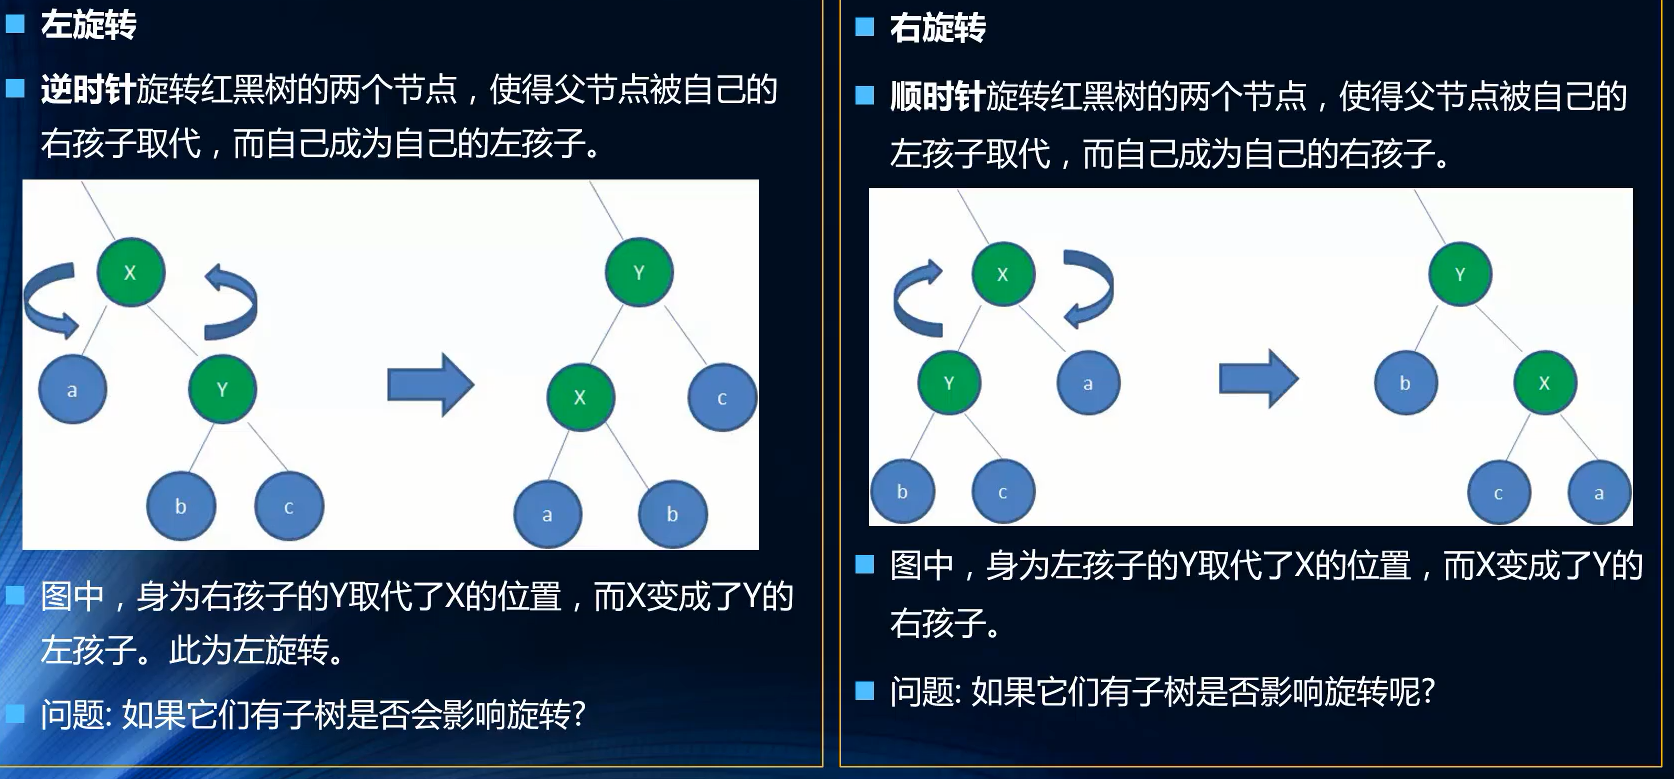 左旋转
逆时针旋转红黑树的两个节点，使得父节点被自己的
右孩子取代，而自己成为自己的左孩子。
X
Y
a
Y
X
c
b
c
a
b
图中，身为右孩子的Y取代了X的位置，而X变成了Y的
左孩子。此为左旋转。
问题: 如果它们有子树是否会影响旋转?
右旋转
顺时针旋转红黑树的两个节点，使得父节点被自己的
左孩子取代，而自己成为自己的右孩子。
X
Y
Y
a
b
X
b
c
c
a
图中，身为左孩子的Y取代了X的位置，而X变成了Y的
右孩子。
问题: 如果它们有子树是否影响旋转呢?